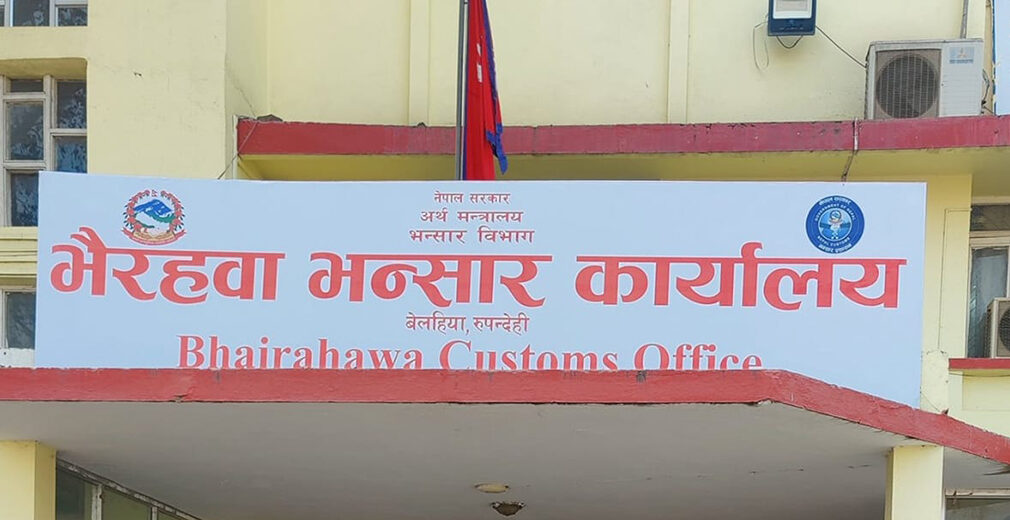 नेपाल सरकार
अर्थ मन्त्रालय
भन्सार विभाग
भैरहवा भन्सार कार्यालय
बेलहिया, रुपन्देही
Bhairahawa Customs Office